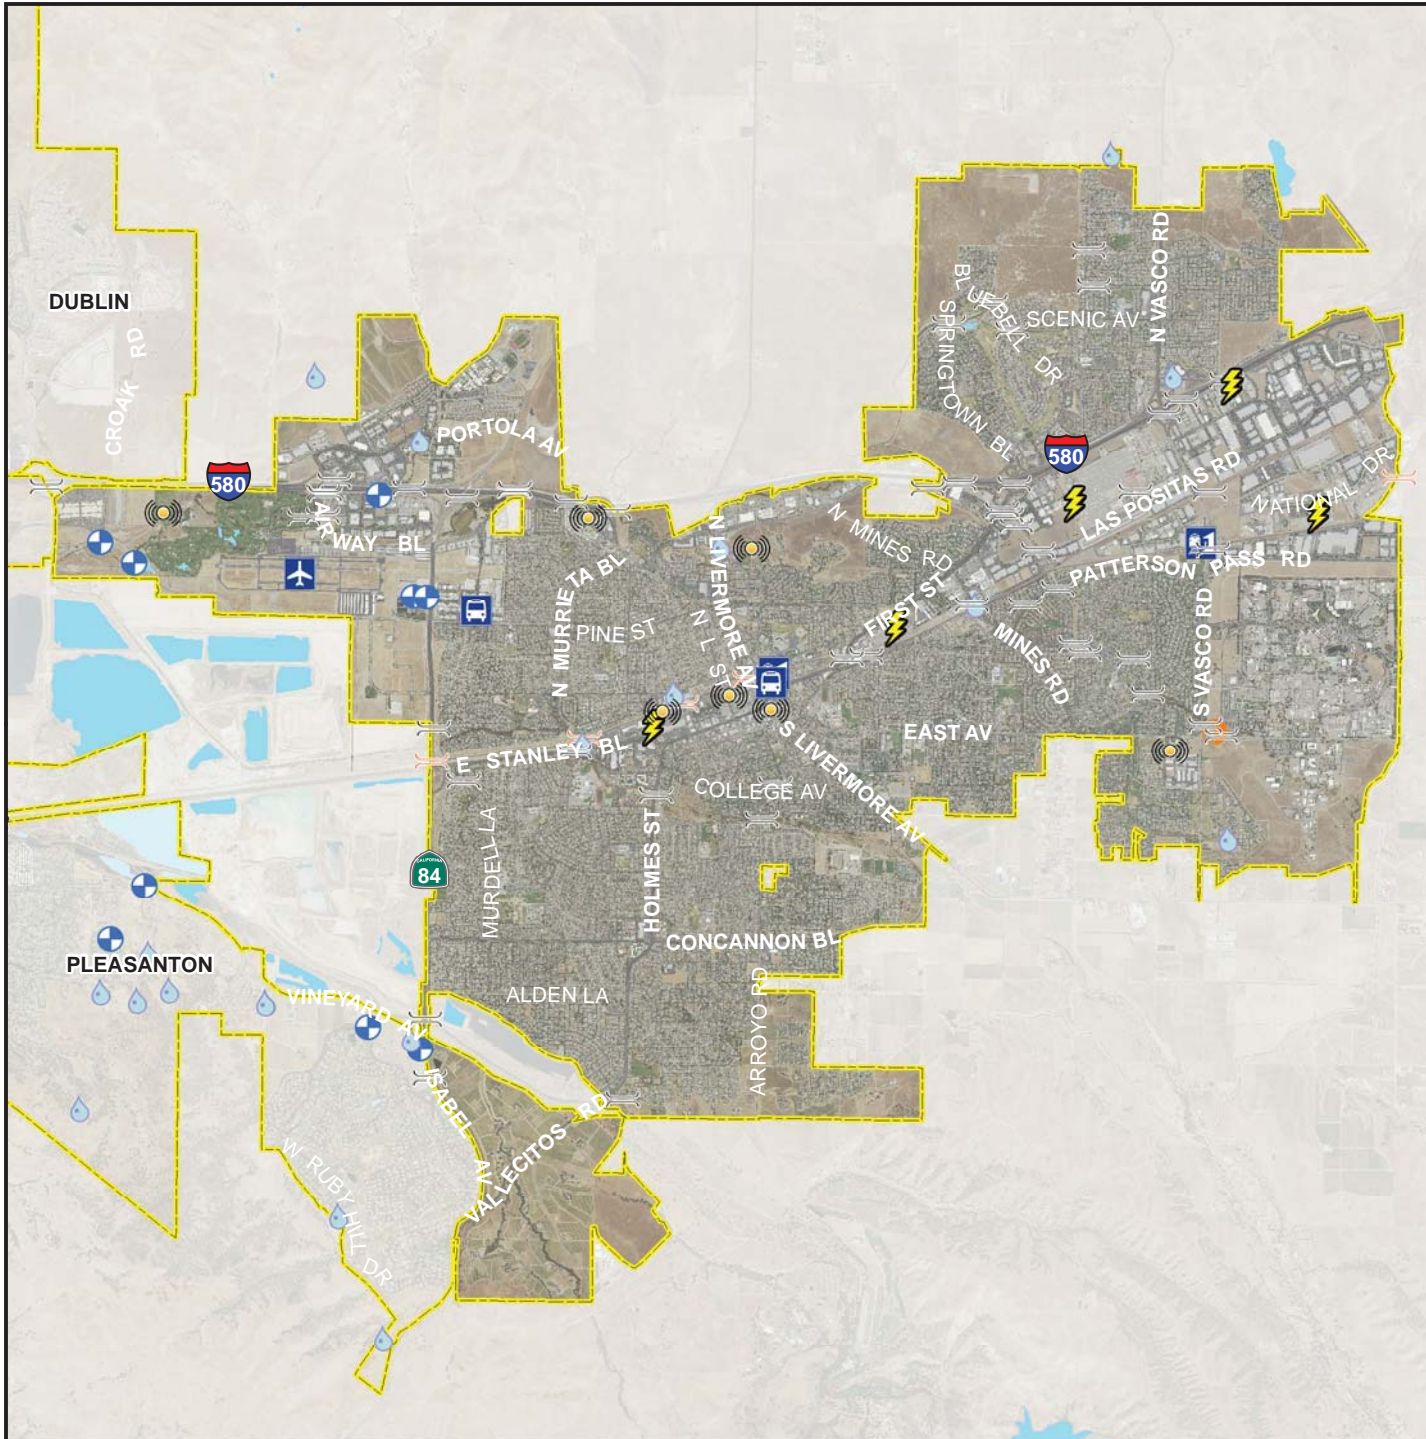 DUBLIN
CROAK RD
580
PORTOLA AV
AIRWAY BL
N VASCO RD
BLUEBELL DR
SCENIC AV
SPRINGTOWN BL
580
LAS POSITAS RD
NATIONAL DR
N MINES RD
PATTERSON PASS RD
N LIVERMORE AV
N MURRIETA BL
PINE ST
N L ST
FIRST ST
MINES RD
S VASCO RD
E STANLEY BL
S LIVERMORE AV
EAST AV
COLLEGE AV
MURDELL LA
HOLMES ST
CALIFORNIA
84
CONCANNON BL
PLEASANTON
VINEYARD AV
ALDEN LA
ARROYO RD
ISABEL AV
VALLECITOS RD
W RUBY HILL DR